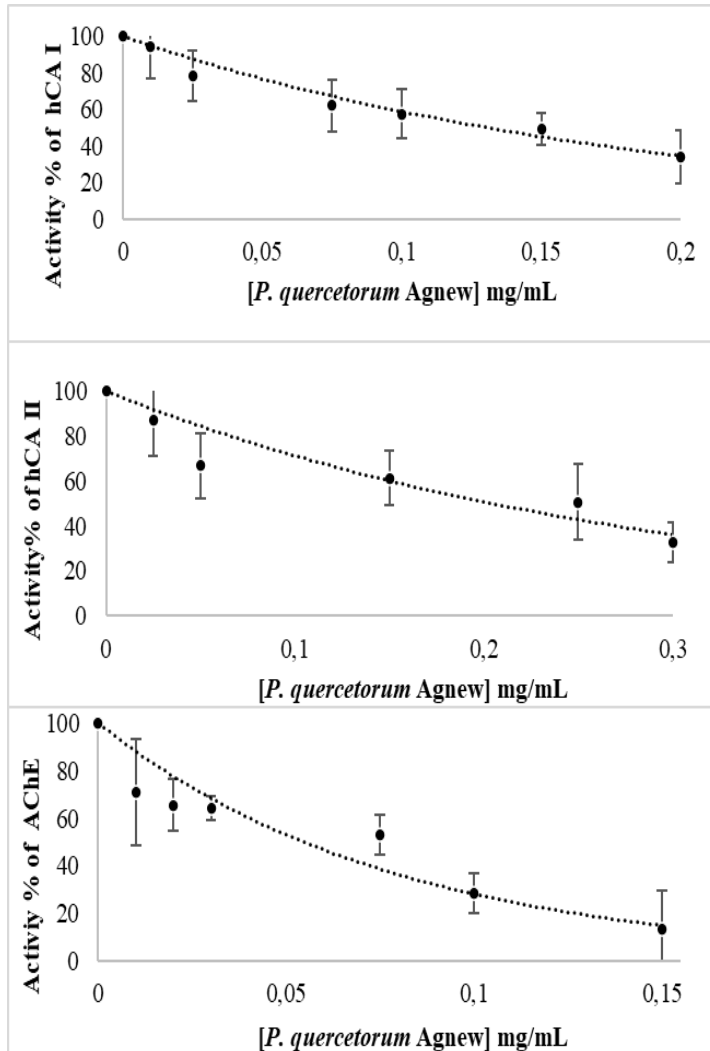 Activity % of hCA I
100
80
60
40
20
0
0 0,05 0,1 0,15 0,2
[P. quercetorum Agnew] mg/mL
Activity% of hCA II
100
80
60
40
20
0
0 0,1 0,2 0,3
[P. quercetorum Agnew] mg/mL
Activiy % of AChE
100
80
60
40
20
0
0 0,05 0,1 0,15
[P. quercetorum Agnew] mg/mL